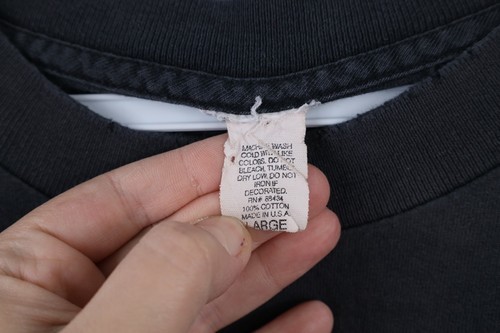 MACHINE WASH
COLD WITH LIKE
COLORS. DO NOT
BLEACH, TUMBLE
DRY LOW, DO NOT
IRON IF
DECORATED.
RN# 88434
100% COTTON
MADE IN U.S.A.
LARGE